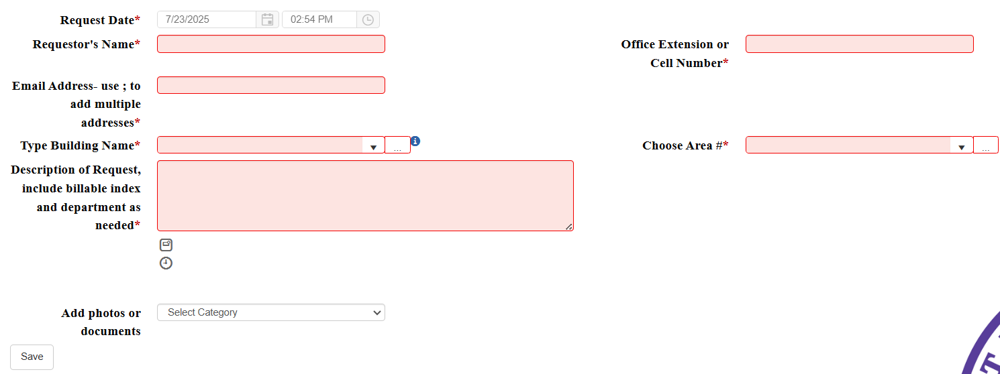 Request Date*
7/23/2025
02:54 PM
Requestor's Name*
Office Extension or
Cell Number*
Email Address- use ; to
add multiple
addresses*
Type Building Name*
...
i
Choose Area #*
...
Description of Request,
include billable index
and department as
needed*
Add photos or
documents
Select Category
Save
T